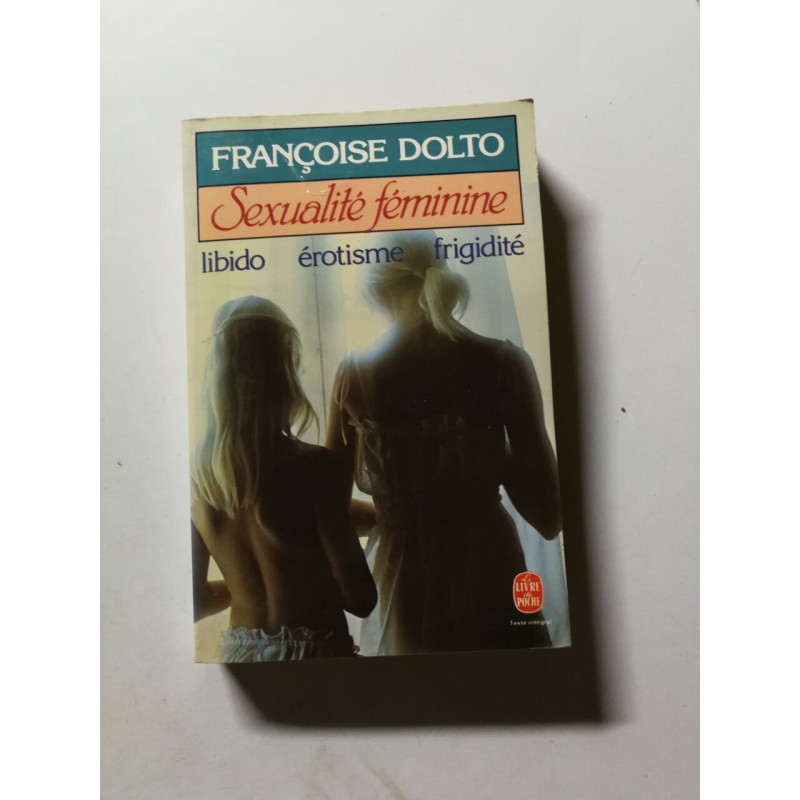 FRANÇOISE DOLTO
Sexualité féminine
libido érotisme frigidité
Le
LIVRE
de
POCHE
Texte intégral